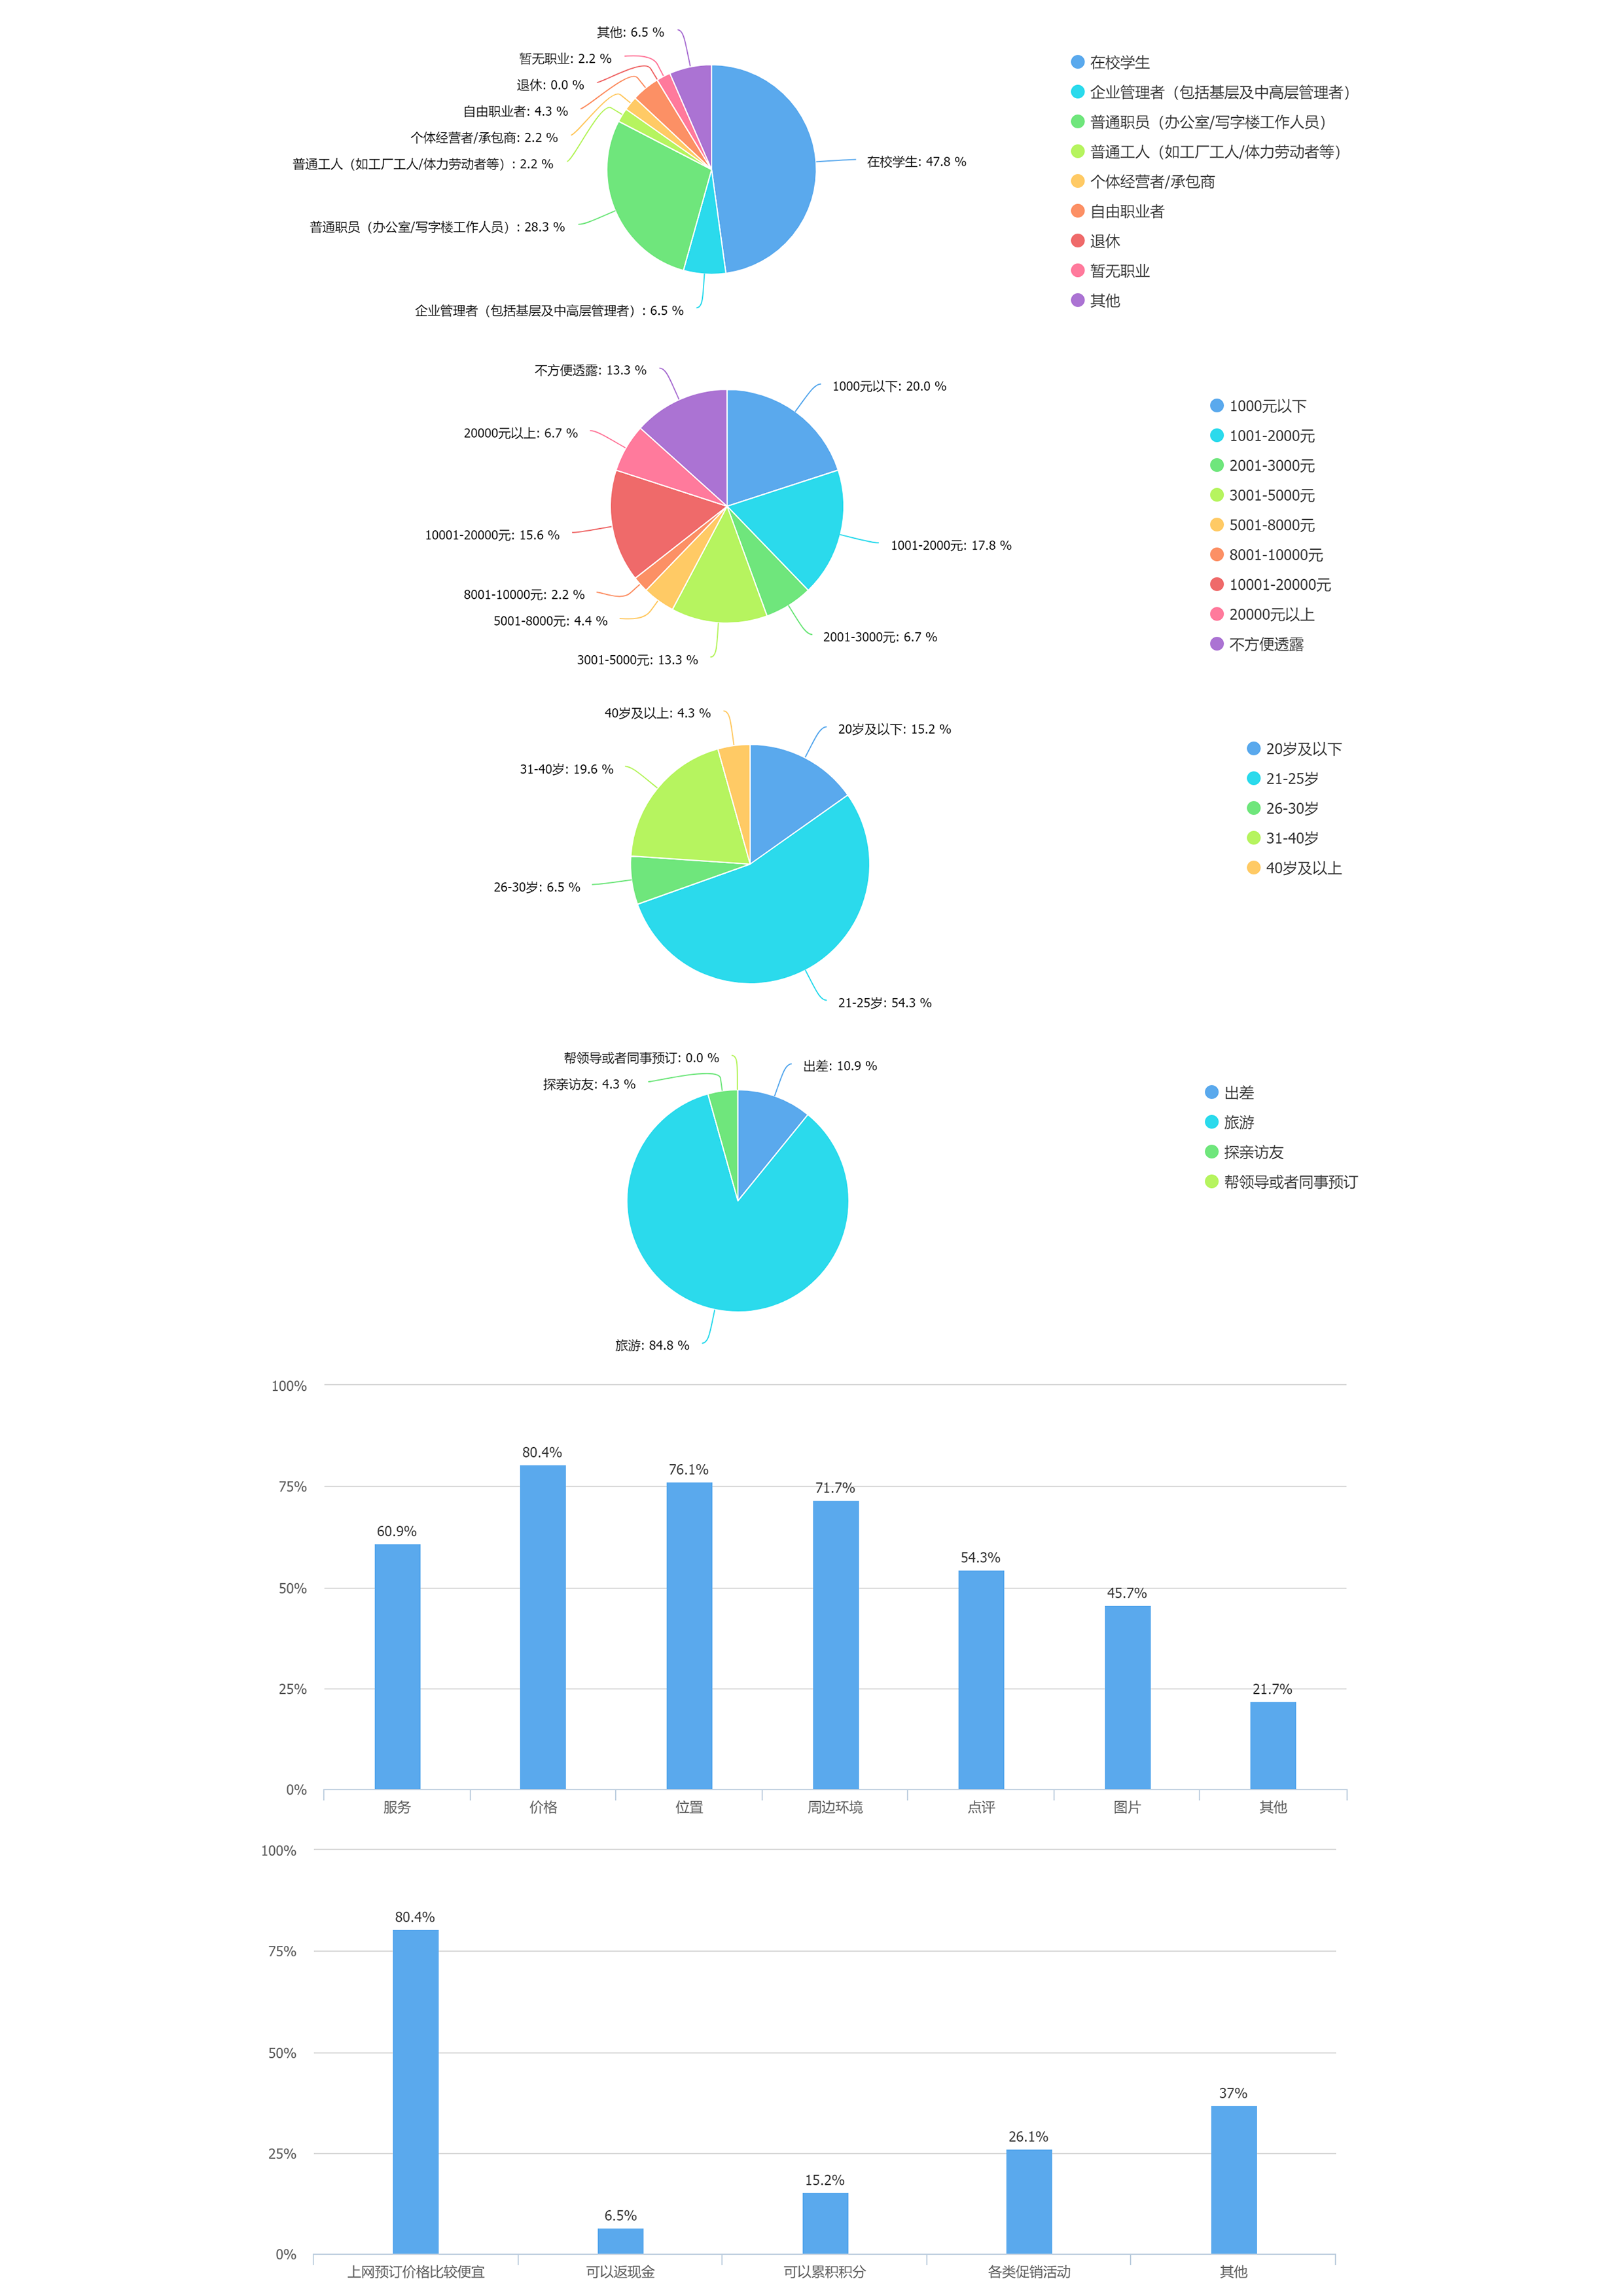 其他: 6.5 %
暂无职业: 2.2 %
退休: 0.0 %
自由职业者: 4.3 %
个体经营者/承包商: 2.2 %
普通工人（如工厂工人/体力劳动者等）: 2.2 %
在校学生: 47.8 %
普通职员（办公室/写字楼工作人员）: 28.3 %
企业管理者（包括基层及中高层管理者）: 6.5 %
在校学生
企业管理者（包括基层及中高层管理者）
普通职员（办公室/写字楼工作人员）
普通工人（如工厂工人/体力劳动者等）
个体经营者/承包商
自由职业者
退休
暂无职业
其他
不方便透露: 13.3 %
1000元以下: 20.0 %
20000元以上: 6.7 %
10001-20000元: 15.6 %
1001-2000元: 17.8 %
8001-10000元: 2.2 %
5001-8000元: 4.4 %
2001-3000元: 6.7 %
3001-5000元: 13.3 %
1000元以下
1001-2000元
2001-3000元
3001-5000元
5001-8000元
8001-10000元
10001-20000元
20000元以上
不方便透露
40岁及以上: 4.3 %
20岁及以下: 15.2 %
31-40岁: 19.6 %
26-30岁: 6.5 %
21-25岁: 54.3 %
20岁及以下
21-25岁
26-30岁
31-40岁
40岁及以上
帮领导或者同事预订: 0.0 %
出差: 10.9 %
探亲访友: 4.3 %
旅游: 84.8 %
出差
旅游
探亲访友
帮领导或者同事预订
100%
75%
50%
25%
0%
60.9%
80.4%
76.1%
71.7%
54.3%
45.7%
21.7%
服务
价格
位置
周边环境
点评
图片
其他
100%
75%
50%
25%
0%
80.4%
6.5%
15.2%
26.1%
37%
上网预订价格比较便宜
可以返现金
可以累积积分
各类促销活动
其他